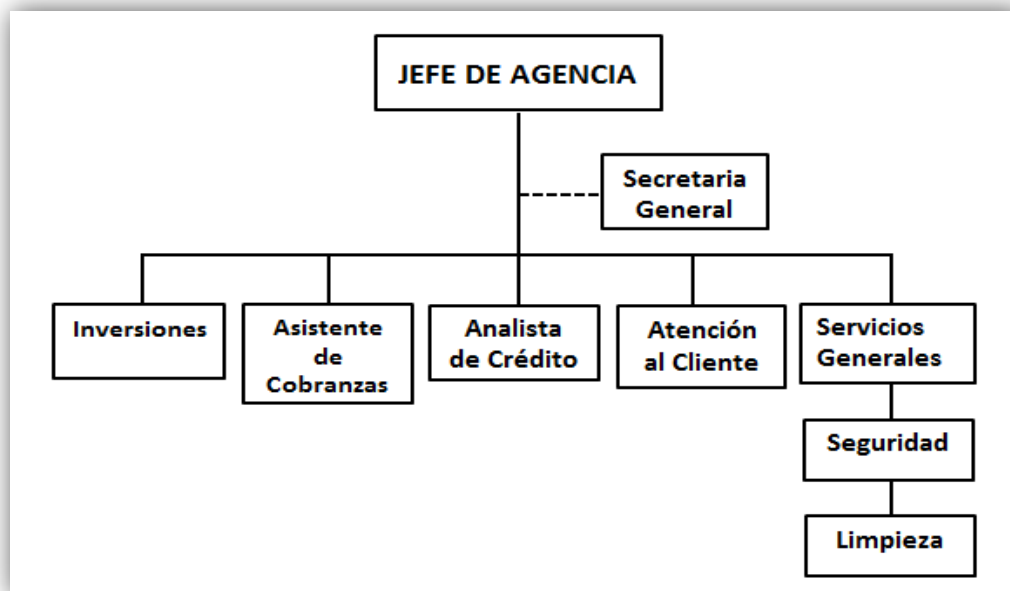 JEFE DE AGENCIA
Secretaria
General
Inversiones
Asistente
de
Cobranzas
Analista
de Crédito
Atención
al Cliente
Servicios
Generales
Seguridad
Limpieza